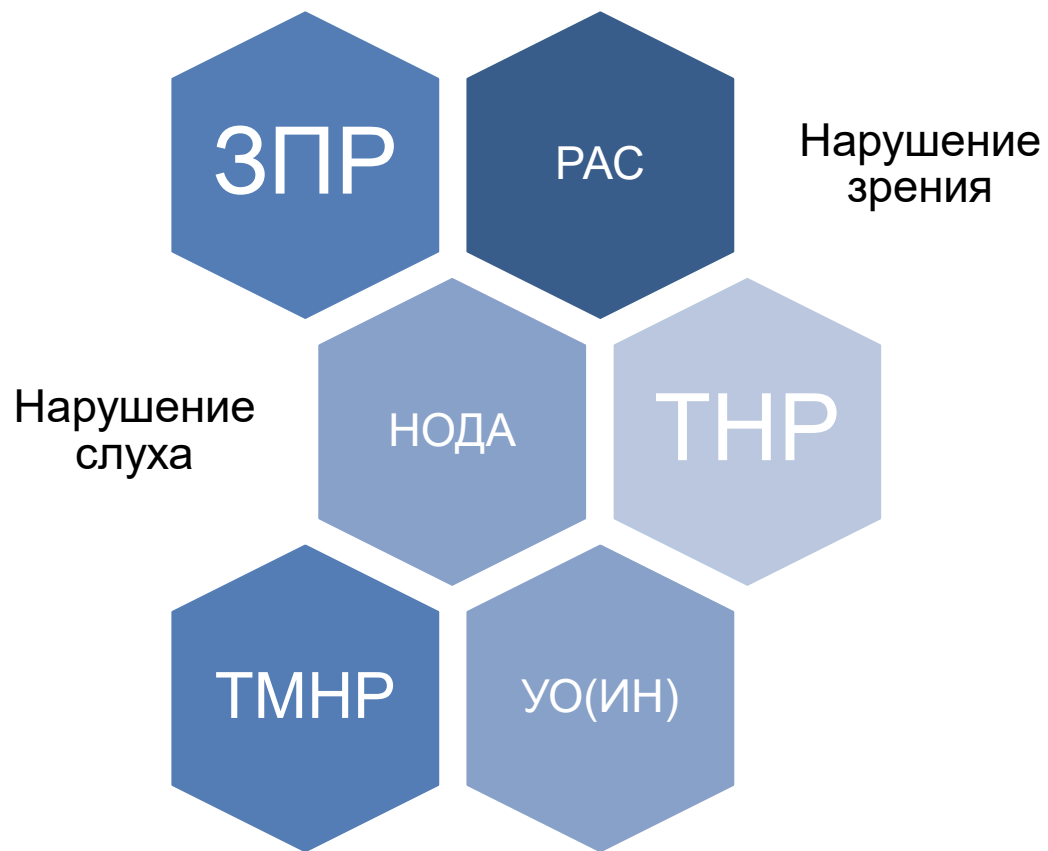 ЗПР
РАС
Нарушение
зрения
Нарушение
слуха
НОДА
ТНР
ТМНР
УО(ИН)